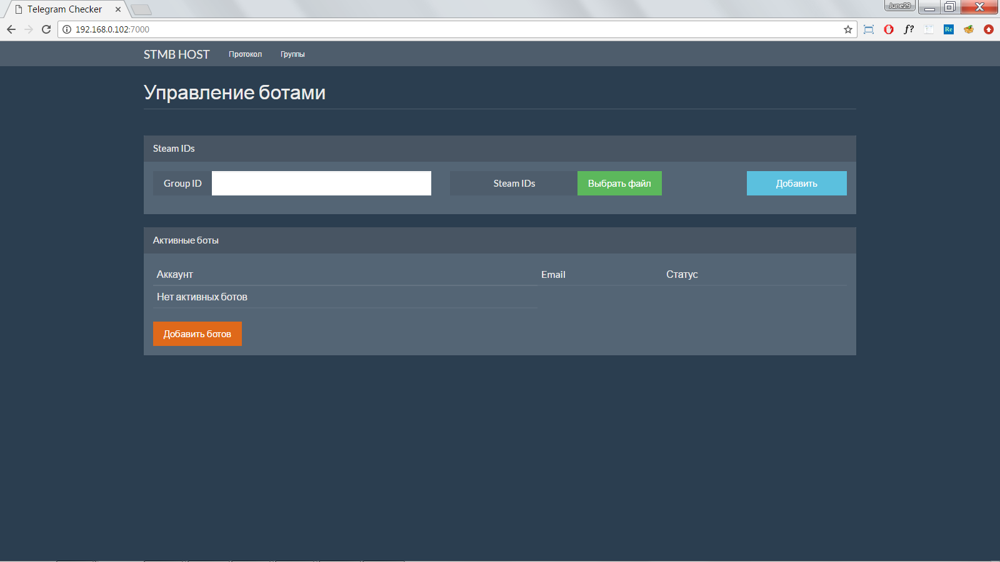 Telegram Checker
June29
192.168.0.102:7000
f?
Re
STMB HOST Протокол Группы
Управление ботами
Steam IDs
Group ID Steam IDs Выбрать файл Добавить
Активные боты
Аккаунт Email Статус
Нет активных ботов
Добавить ботов